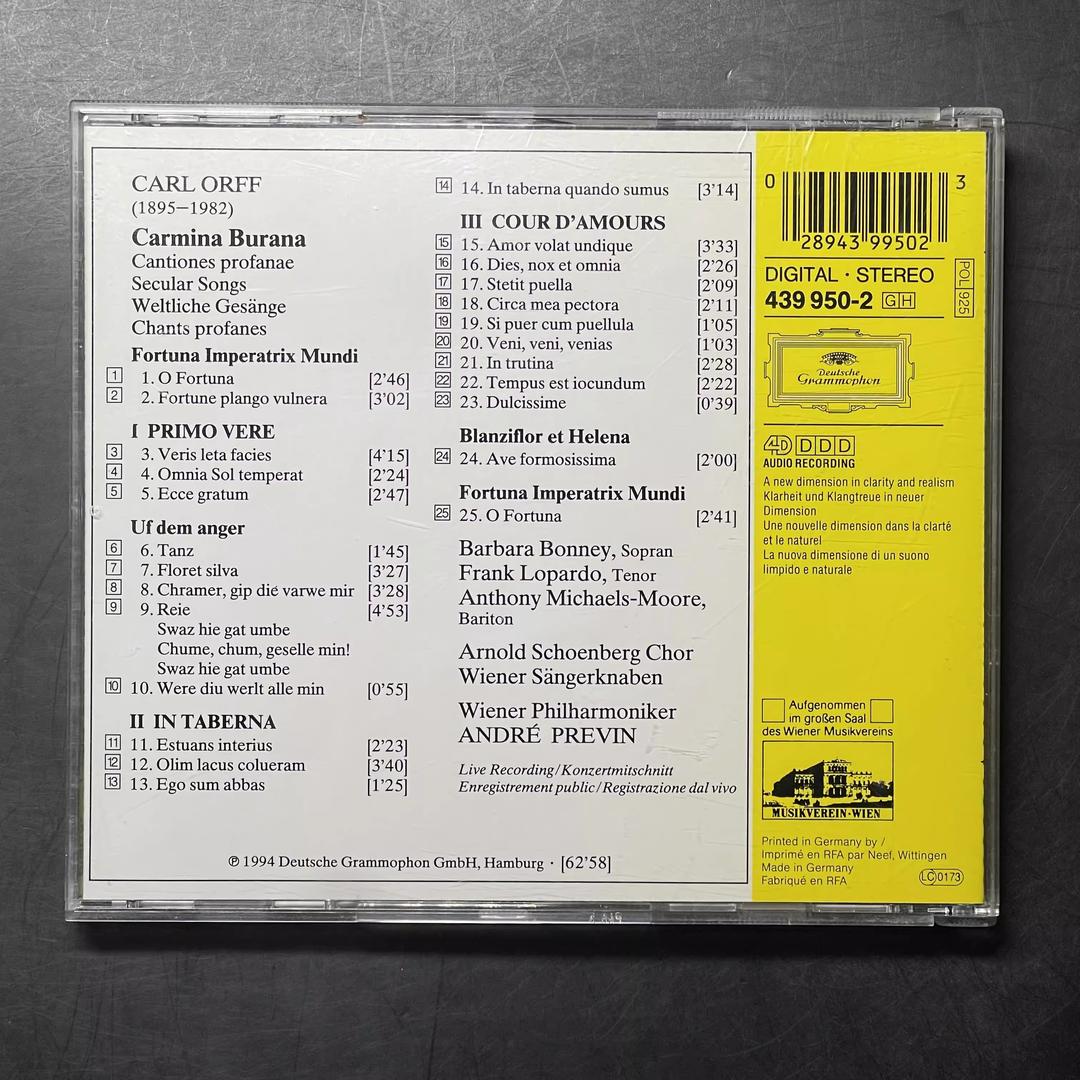 CARL ORFF
(1895–1982)
Carmina Burana
Cantiones profanae
Secular Songs
Weltliche Gesänge
Chants profanes
Fortuna Imperatrix Mundi
1 1. O Fortuna [2'46]
2 2. Fortune plango vulnera [3'02]
I PRIMO VERE
3 3. Veris leta facies [4'15]
4 4. Omnia Sol temperat [2'24]
5 5. Ecce gratum [2'47]
Uf dem anger
6 6. Tanz [1'45]
7 7. Floret silva [3'27]
8 8. Chramer, gip die varwe mir [3'28]
9 9. Reie [4'53]
Swaz hie gat umbe
Chume, chum, geselle min!
Swaz hie gat umbe
10 10. Were diu werlt alle min [0'55]
II IN TABERNA
11 11. Estuans interius [2'23]
12 12. Olim lacus colueram [3'40]
13 13. Ego sum abbas [1'25]
14 14. In taberna quando sumus [3'14]
III COUR D'AMOURS
15 15. Amor volat undique [3'33]
16 16. Dies, nox et omnia [2'26]
17 17. Stetit puella [2'09]
18 18. Circa mea pectora [2'11]
19 19. Si puer cum puellula [1'05]
20 20. Veni, veni, venias [1'03]
21 21. In trutina [2'28]
22 22. Tempus est iocundum [2'22]
23 23. Dulcissime [0'39]
Blanziflor et Helena
24 24. Ave formosissima [2'00]
Fortuna Imperatrix Mundi
25 25. O Fortuna [2'41]
Barbara Bonney, Sopran
Frank Lopardo, Tenor
Anthony Michaels-Moore,
Bariton
Arnold Schoenberg Chor
Wiener Sängerknaben
Wiener Philharmoniker
ANDRÉ PREVIN
Live Recording/Konzertmitschnitt
Enregistrement public/Registrazione dal vivo
℗ 1994 Deutsche Grammophon GmbH, Hamburg · [62'58]
0 28943 99502 3
DIGITAL · STEREO
439 950-2 GH
POL 925
Deutsche
Grammophon
4D DDD
AUDIO RECORDING
A new dimension in clarity and realism
Klarheit und Klangtreue in neuer
Dimension
Une nouvelle dimension dans la clarté
et le naturel
La nuova dimensione di un suono
limpido e naturale
Aufgenommen
im großen Saal
des Wiener Musikvereins
MUSIKVEREIN·WIEN
Printed in Germany by /
Imprimé en RFA par Neef, Wittingen
Made in Germany
Fabriqué en RFA
LC 0173